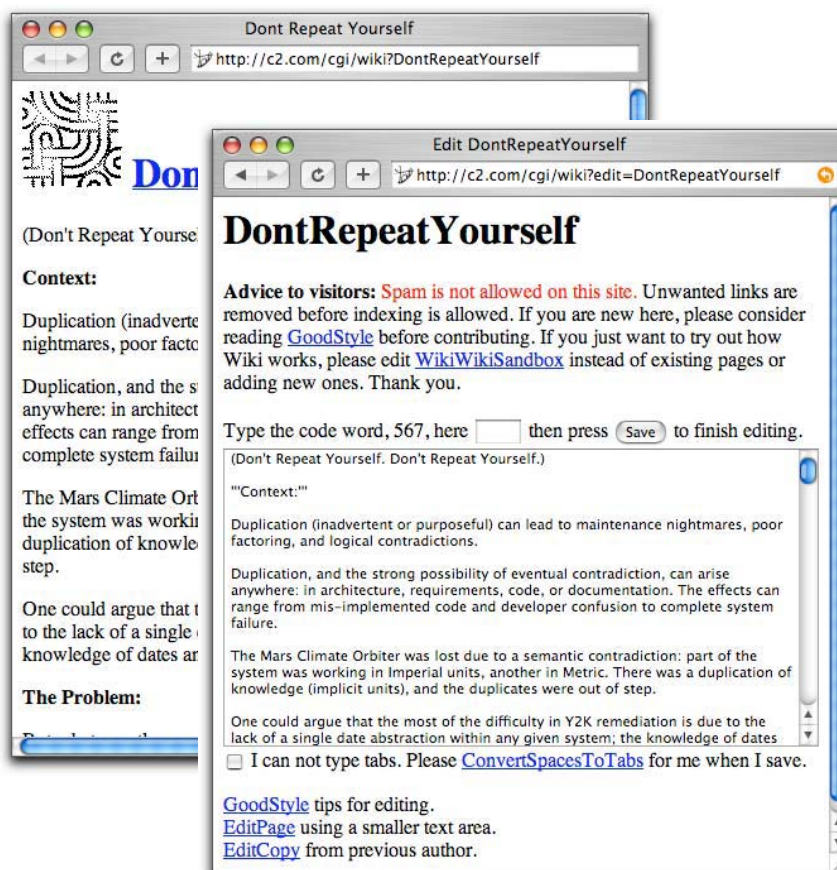 Dont Repeat Yourself
http://c2.com/cgi/wiki?DontRepeatYourself
(Don't Repeat
Context:
Duplication
nightmares, poor
Duplication, and the
anywhere: in
effects can range from
complete system
The Mars Climate
the system was
duplication of
step.
One could argue that
to the lack of a single
knowledge of dates
The Problem:
Edit DontRepeatYourself
http://c2.com/cgi/wiki?edit=DontRepeatYourself
DontRepeatYourself
Advice to visitors: Spam is not allowed on this site. Unwanted links are
removed before indexing is allowed. If you are new here, please consider
reading GoodStyle before contributing. If you just want to try out how
Wiki works, please edit WikiWikiSandbox instead of existing pages or
adding new ones. Thank you.
Type the code word, 567, here then press Save to finish editing.
(Don't Repeat Yourself. Don't Repeat Yourself.)
'''Context:'''
Duplication (inadvertent or purposeful) can lead to maintenance nightmares, poor
factoring, and logical contradictions.
Duplication, and the strong possibility of eventual contradiction, can arise
anywhere: in architecture, requirements, code, or documentation. The effects can
range from mis-implemented code and developer confusion to complete system
failure.
The Mars Climate Orbiter was lost due to a semantic contradiction: part of the
system was working in Imperial units, another in Metric. There was a duplication of
knowledge (implicit units), and the duplicates were out of step.
One could argue that the most of the difficulty in Y2K remediation is due to the
lack of a single date abstraction within any given system; the knowledge of dates
I can not type tabs. Please ConvertSpacesToTabs for me when I save.
GoodStyle tips for editing.
EditPage using a smaller text area.
EditCopy from previous author.